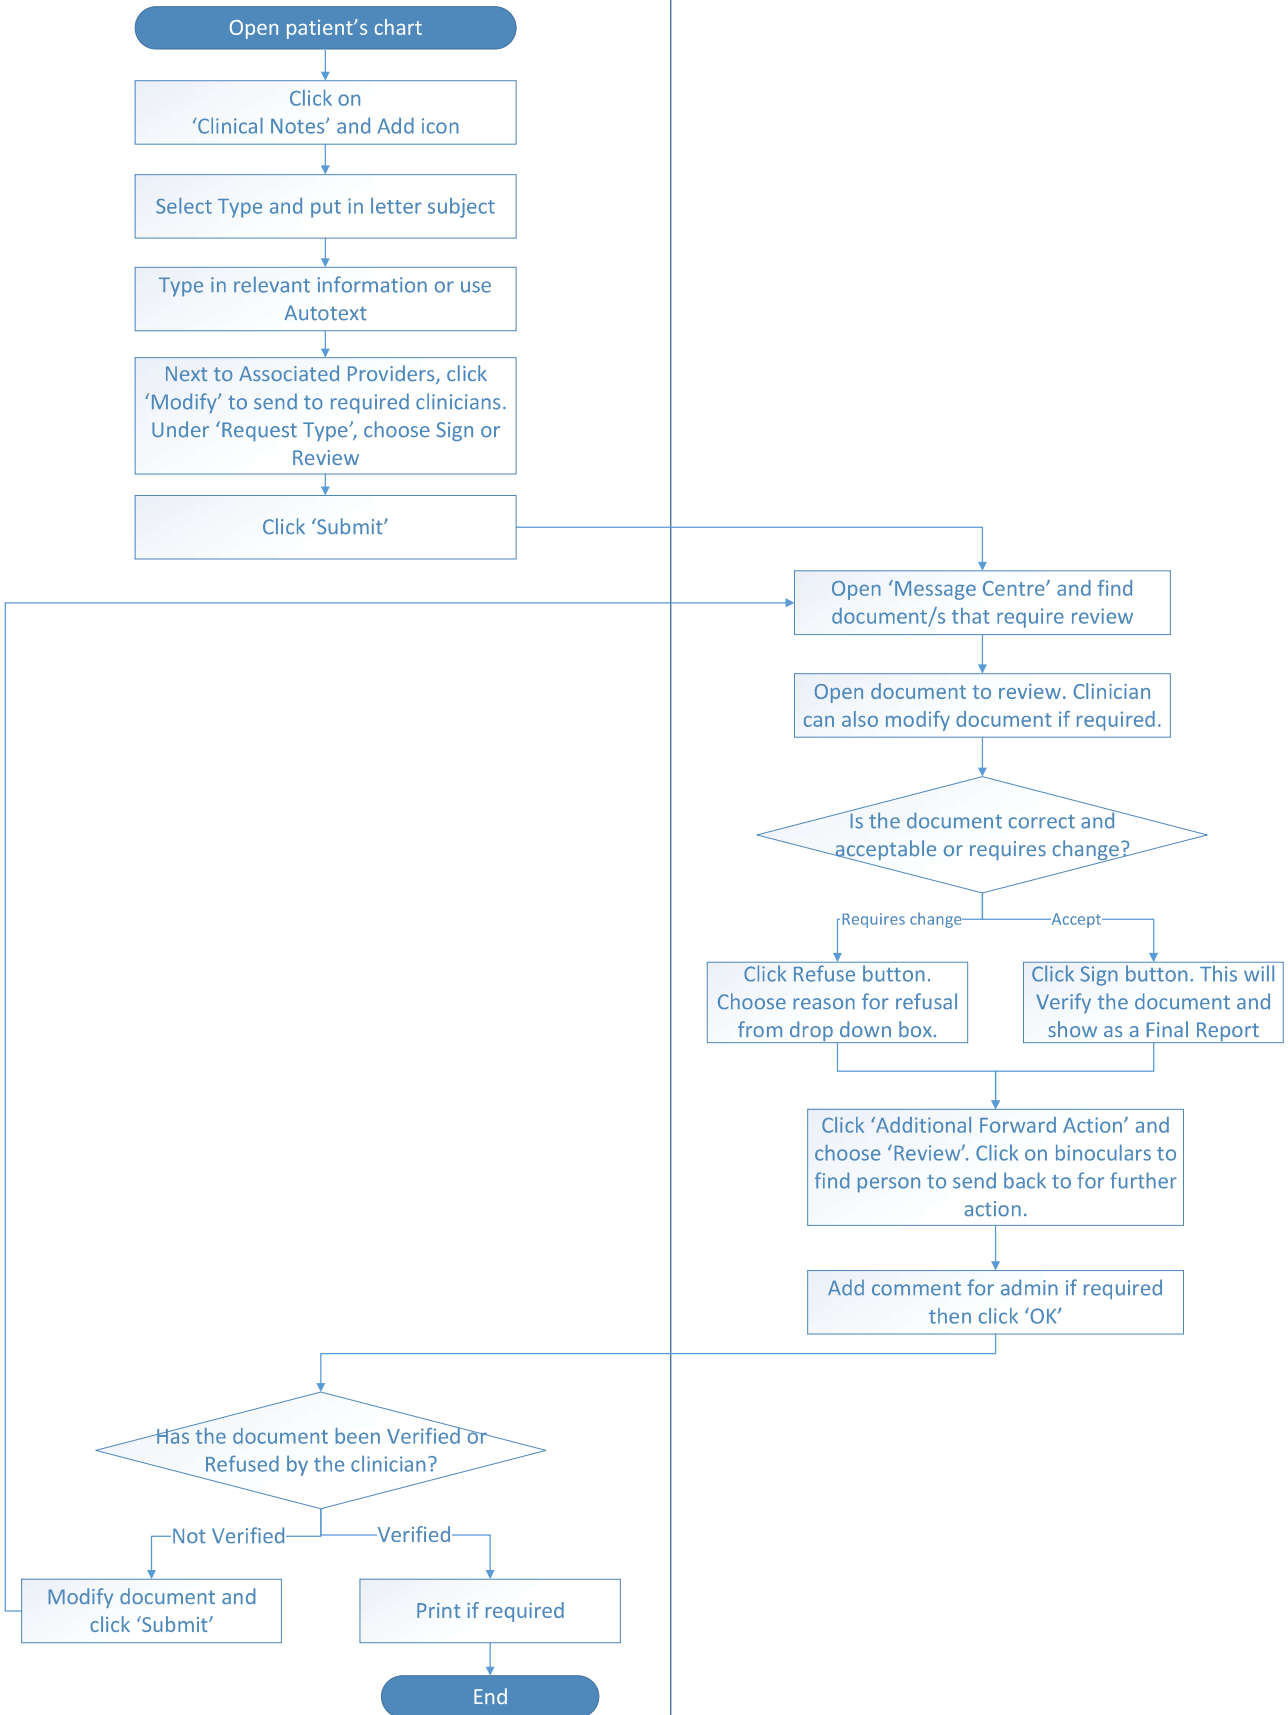 Open patient’s chart
Click on
‘Clinical Notes’ and Add icon
Select Type and put in letter subject
Type in relevant information or use
Autotext
Next to Associated Providers, click
‘Modify’ to send to required clinicians.
Under ‘Request Type’, choose Sign or
Review
Click ‘Submit’
Open ‘Message Centre’ and find
document/s that require review
Open document to review. Clinician
can also modify document if required.
Is the document correct and
acceptable or requires change?
Requires change
Accept
Click Refuse button.
Choose reason for refusal
from drop down box.
Click Sign button. This will
Verify the document and
show as a Final Report
Click ‘Additional Forward Action’ and
choose ‘Review’. Click on binoculars to
find person to send back to for further
action.
Add comment for admin if required
then click ‘OK’
Has the document been Verified or
Refused by the clinician?
Not Verified
Verified
Modify document and
click ‘Submit’
Print if required
End